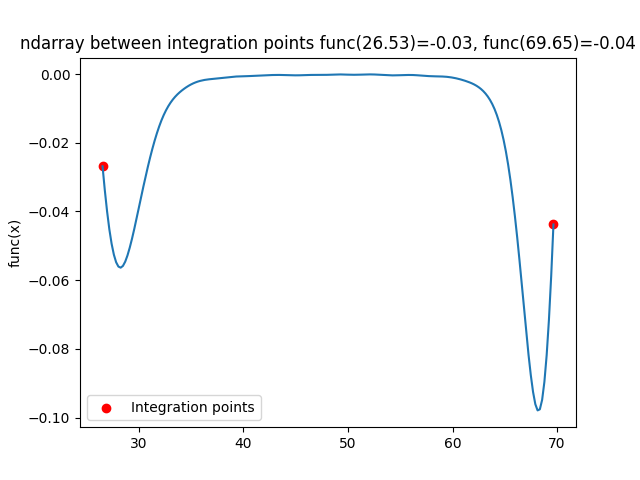 ndarray between integration points func(26.53)=-0.03, func(69.65)=-0.04
0.00
−0.02
−0.04
−0.06
−0.08
−0.10
func(x)
Integration points
30 40 50 60 70